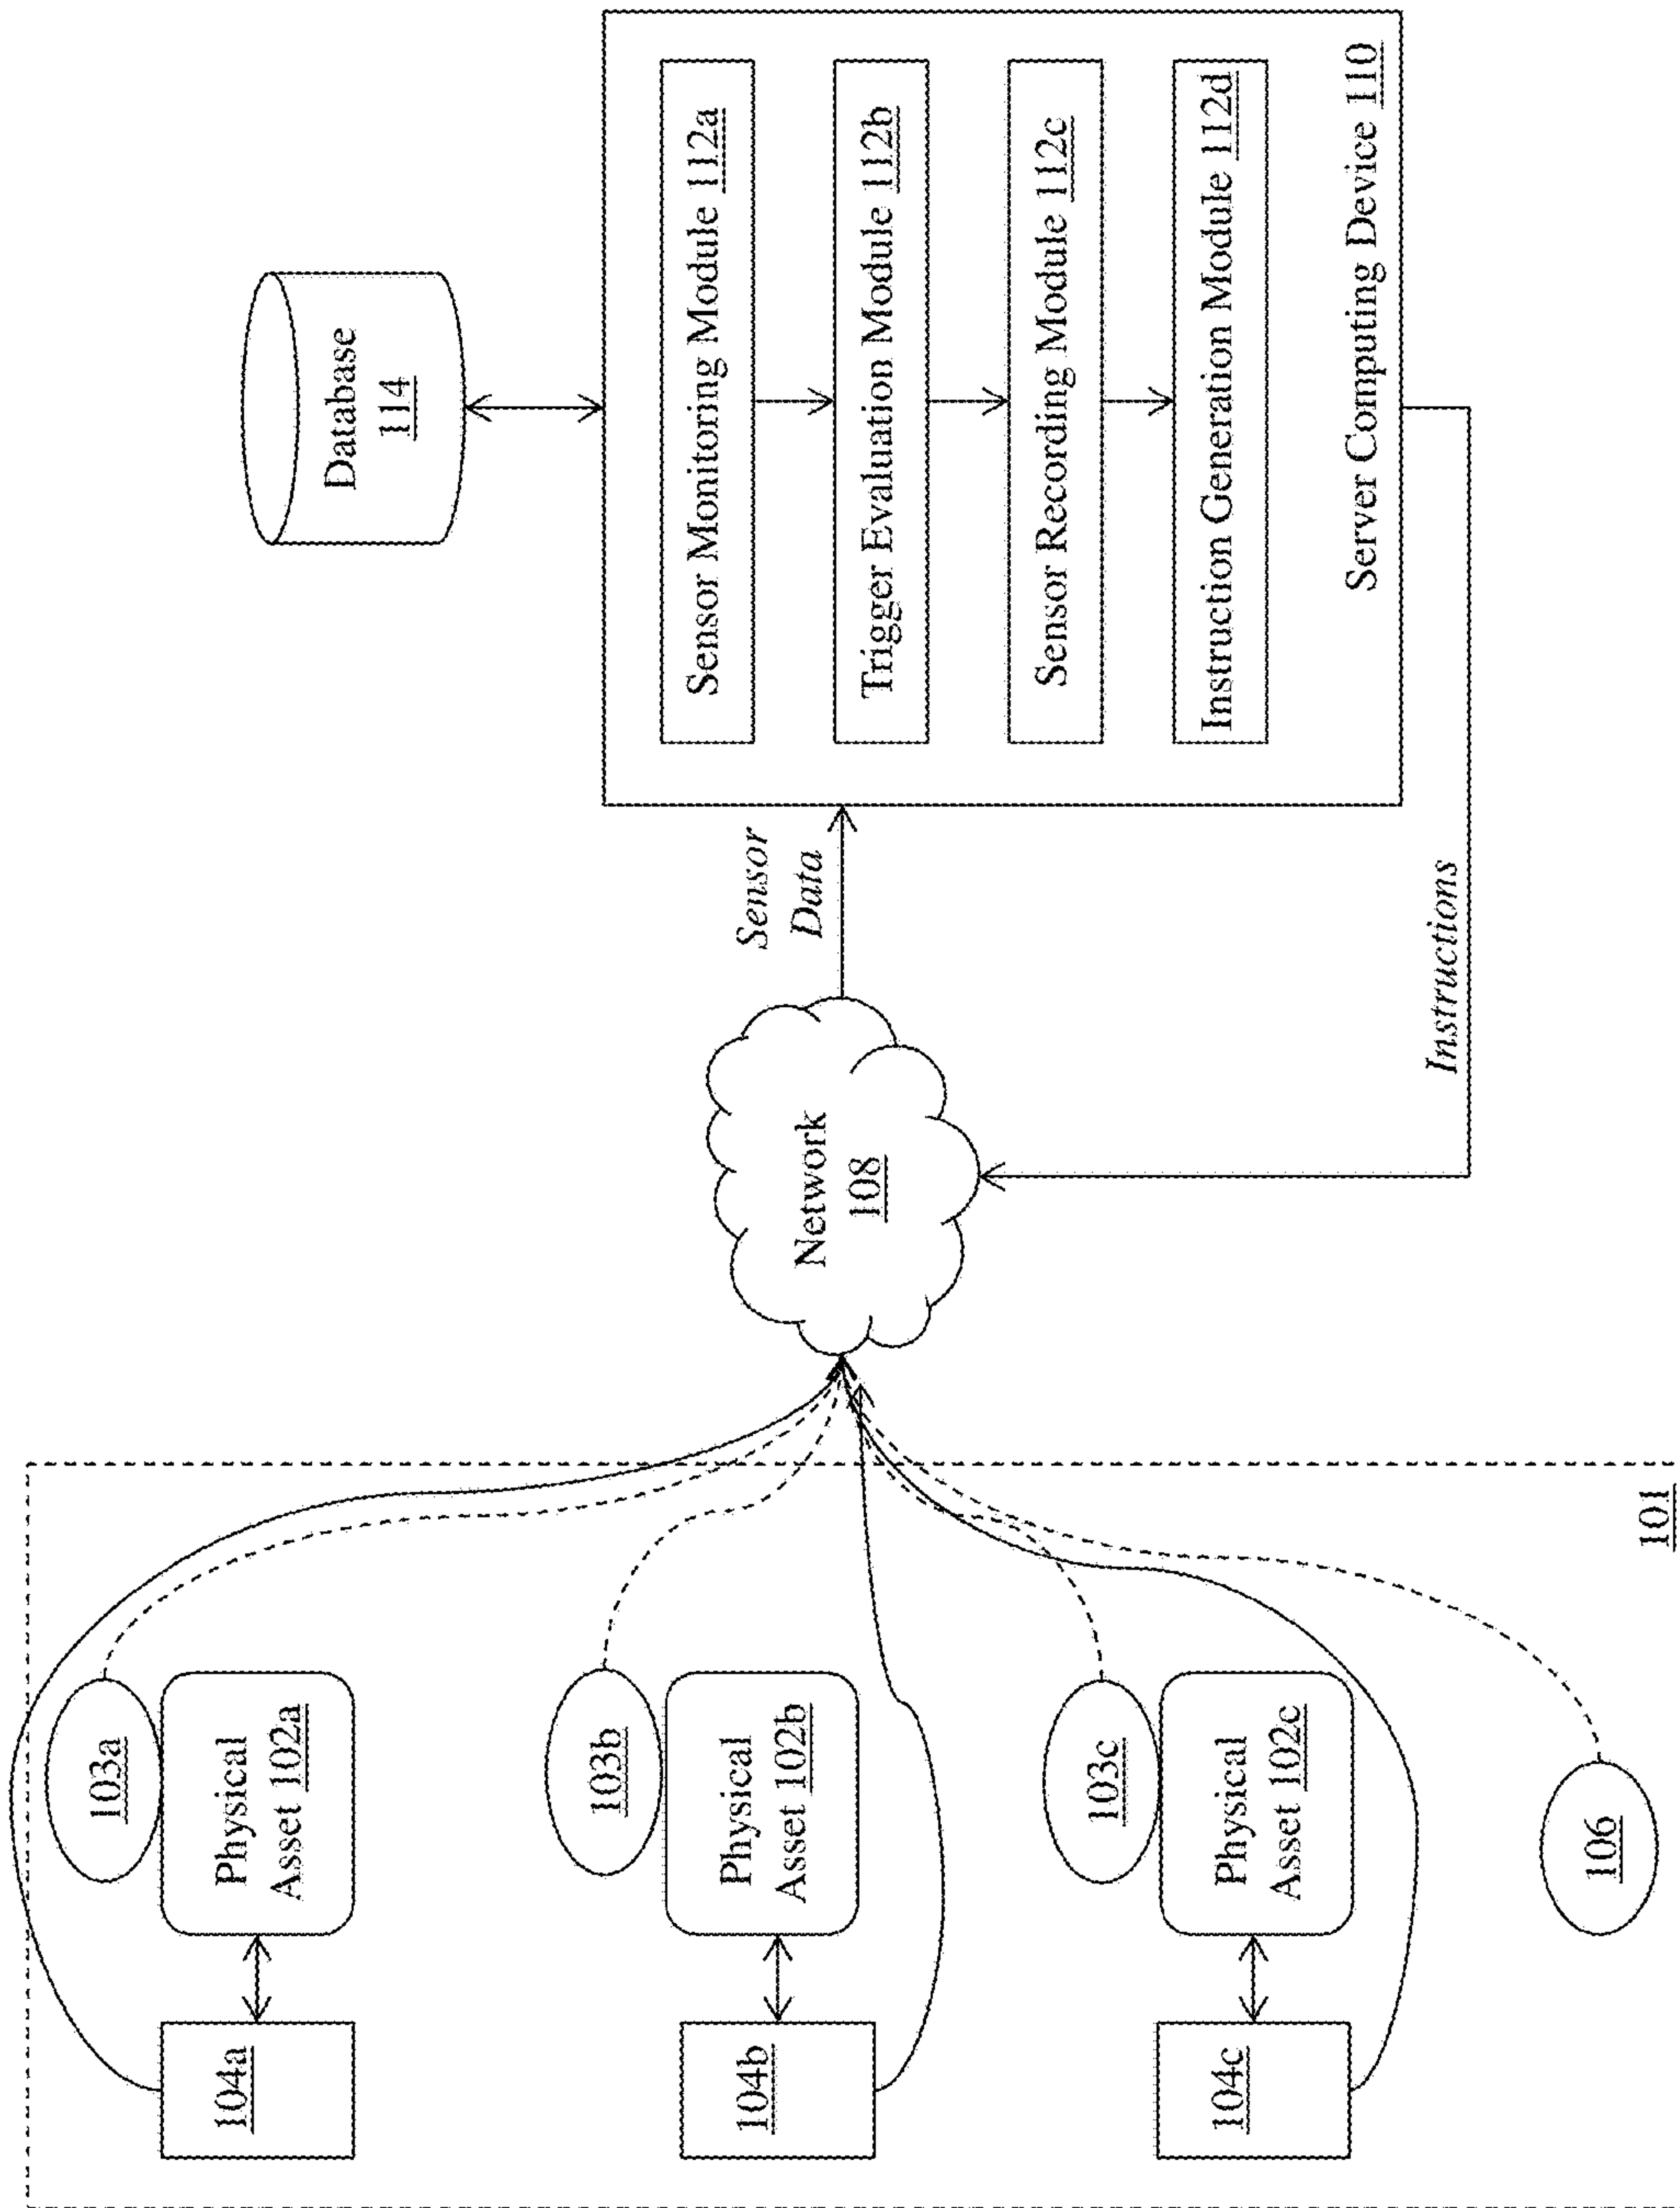 104a
Physical
Asset 102a
103a
104b
Physical
Asset 102b
103b
104c
Physical
Asset 102c
103c
106
101
Network
108
Sensor
Data
Instructions
Database
114
Sensor Monitoring Module 112a
Trigger Evaluation Module 112b
Sensor Recording Module 112c
Instruction Generation Module 112d
Server Computing Device 110